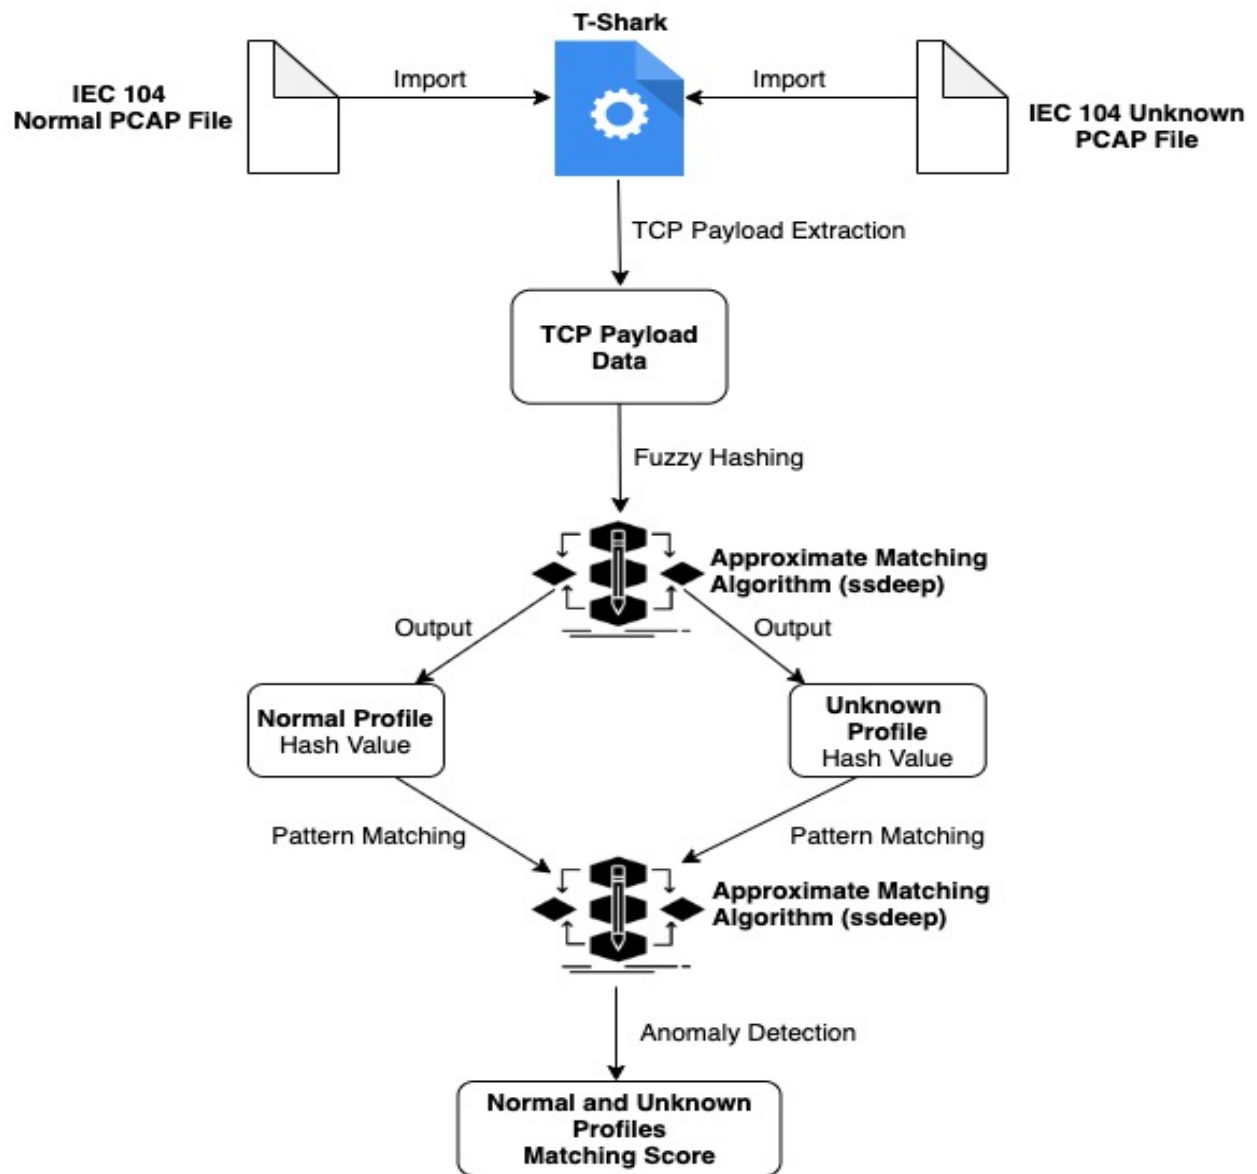 T-Shark
IEC 104
Normal PCAP File
Import
Import
IEC 104 Unknown
PCAP File
TCP Payload Extraction
TCP Payload
Data
Fuzzy Hashing
Approximate Matching
Algorithm (ssdeep)
Output
Output
Normal Profile
Hash Value
Unknown
Profile
Hash Value
Pattern Matching
Pattern Matching
Approximate Matching
Algorithm (ssdeep)
Anomaly Detection
Normal and Unknown
Profiles
Matching Score